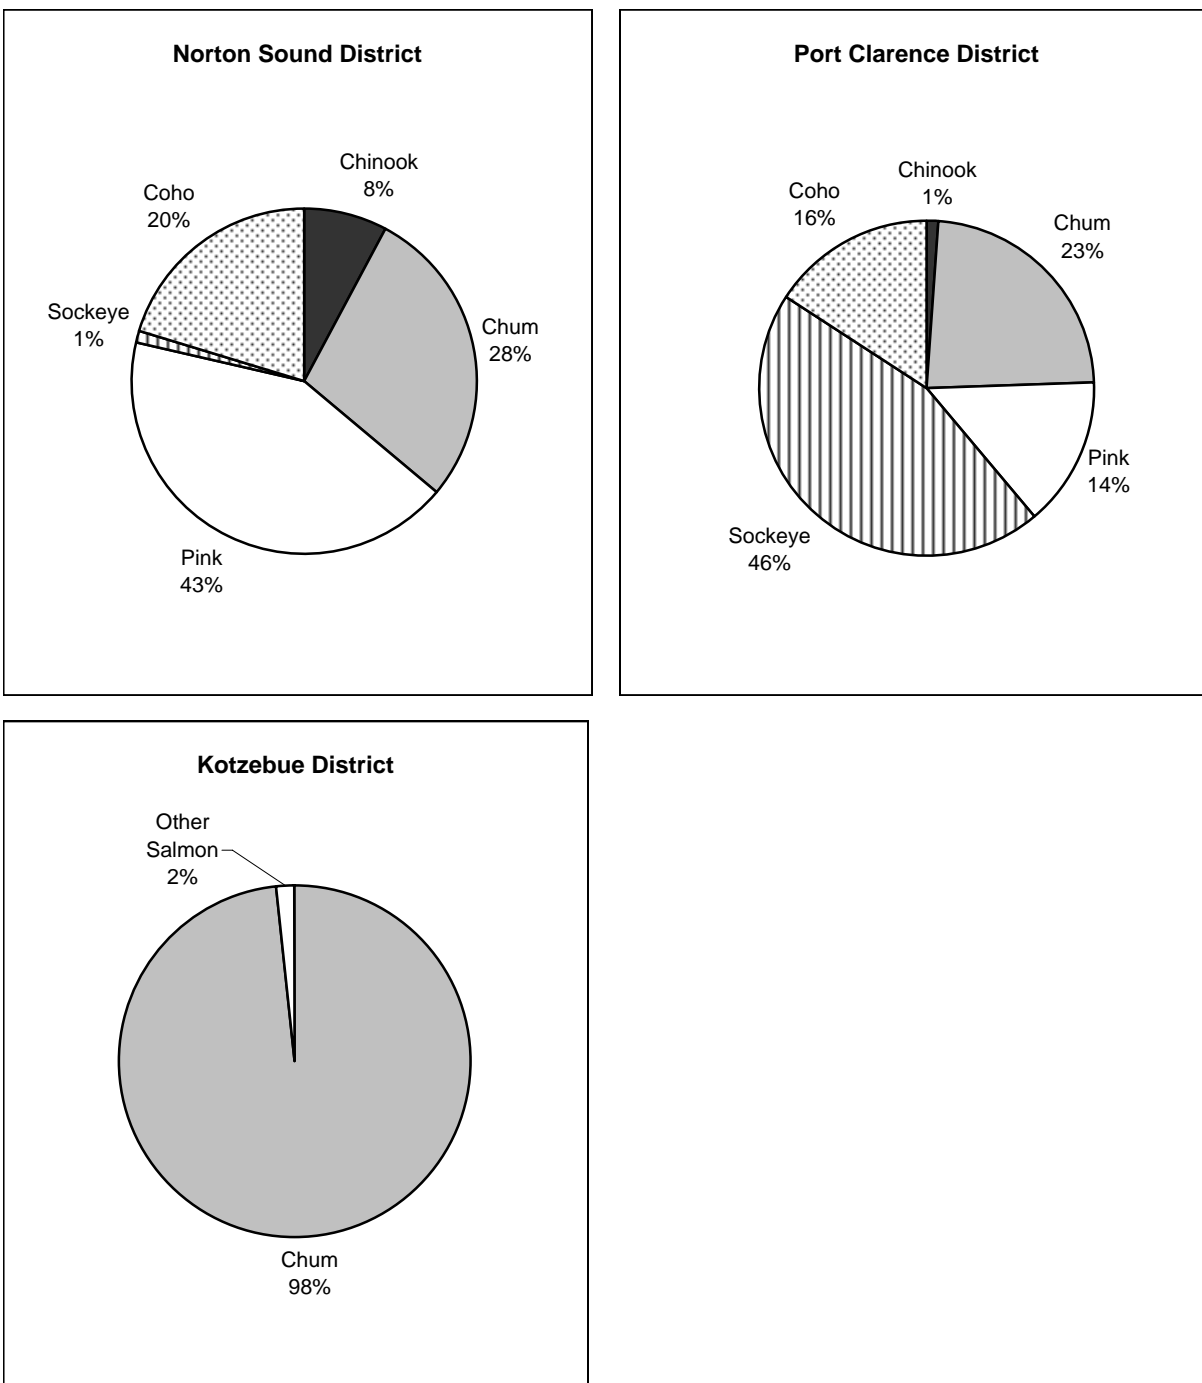 Norton Sound District
Chinook
8%
Chum
28%
Pink
43%
Sockeye
1%
Coho
20%
Port Clarence District
Chinook
1%
Chum
23%
Pink
14%
Sockeye
46%
Coho
16%
Kotzebue District
Other
Salmon
2%
Chum
98%